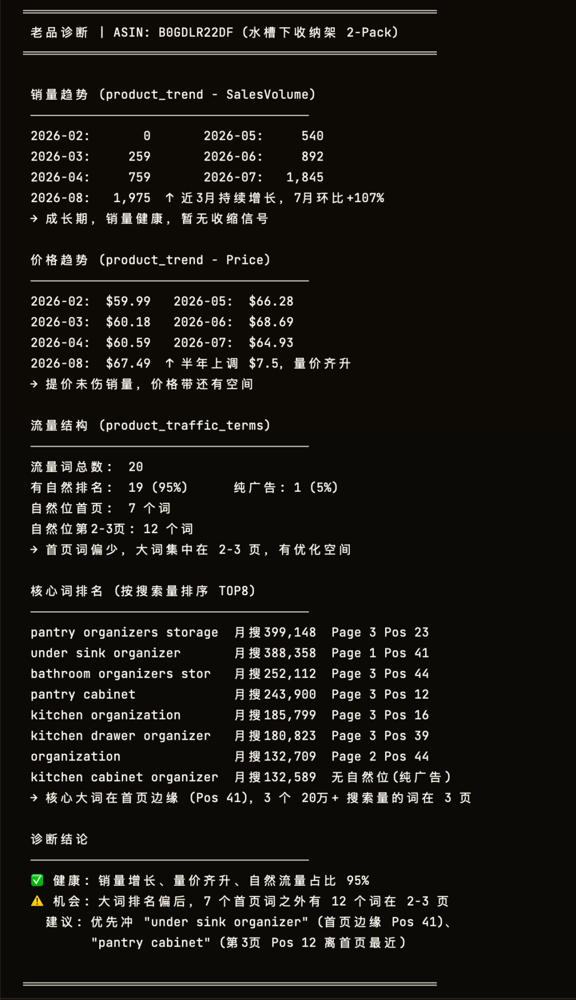 老品诊断 | ASIN: B0GDLR22DF (水槽下收纳架 2-Pack)
销量趋势 (product_trend - SalesVolume)
2026-02: 0 2026-05: 540
2026-03: 259 2026-06: 892
2026-04: 759 2026-07: 1,845
2026-08: 1,975 ↑ 近3月持续增长, 7月环比+107%
→ 成长期, 销量健康, 暂无收缩信号
价格趋势 (product_trend - Price)
2026-02: $59.99 2026-05: $66.28
2026-03: $60.18 2026-06: $68.69
2026-04: $60.59 2026-07: $64.93
2026-08: $67.49 ↑ 半年上调 $7.5, 量价齐升
→ 提价未伤销量, 价格带还有空间
流量结构 (product_traffic_terms)
流量词总数: 20
有自然排名: 19 (95%) 纯广告: 1 (5%)
自然位首页: 7 个词
自然位第2-3页: 12 个词
→ 首页词偏少, 大词集中在 2-3 页, 有优化空间
核心词排名 (按搜索量排序 TOP8)
pantry organizers storage 月搜399,148 Page 3 Pos 23
under sink organizer 月搜388,358 Page 1 Pos 41
bathroom organizers stor 月搜252,112 Page 3 Pos 44
pantry cabinet 月搜243,900 Page 3 Pos 12
kitchen organization 月搜185,799 Page 3 Pos 16
kitchen drawer organizer 月搜180,823 Page 3 Pos 39
organization 月搜132,709 Page 2 Pos 44
kitchen cabinet organizer 月搜132,589 无自然位(纯广告)
→ 核心大词在首页边缘 (Pos 41), 3 个 20万+ 搜索量的词在 3 页
诊断结论
✅ 健康: 销量增长、量价齐升、自然流量占比 95%
⚠️ 机会: 大词排名偏后, 7 个首页词之外有 12 个词在 2-3 页
建议: 优先冲 "under sink organizer" (首页边缘 Pos 41)、
"pantry cabinet" (第3页 Pos 12 离首页最近)